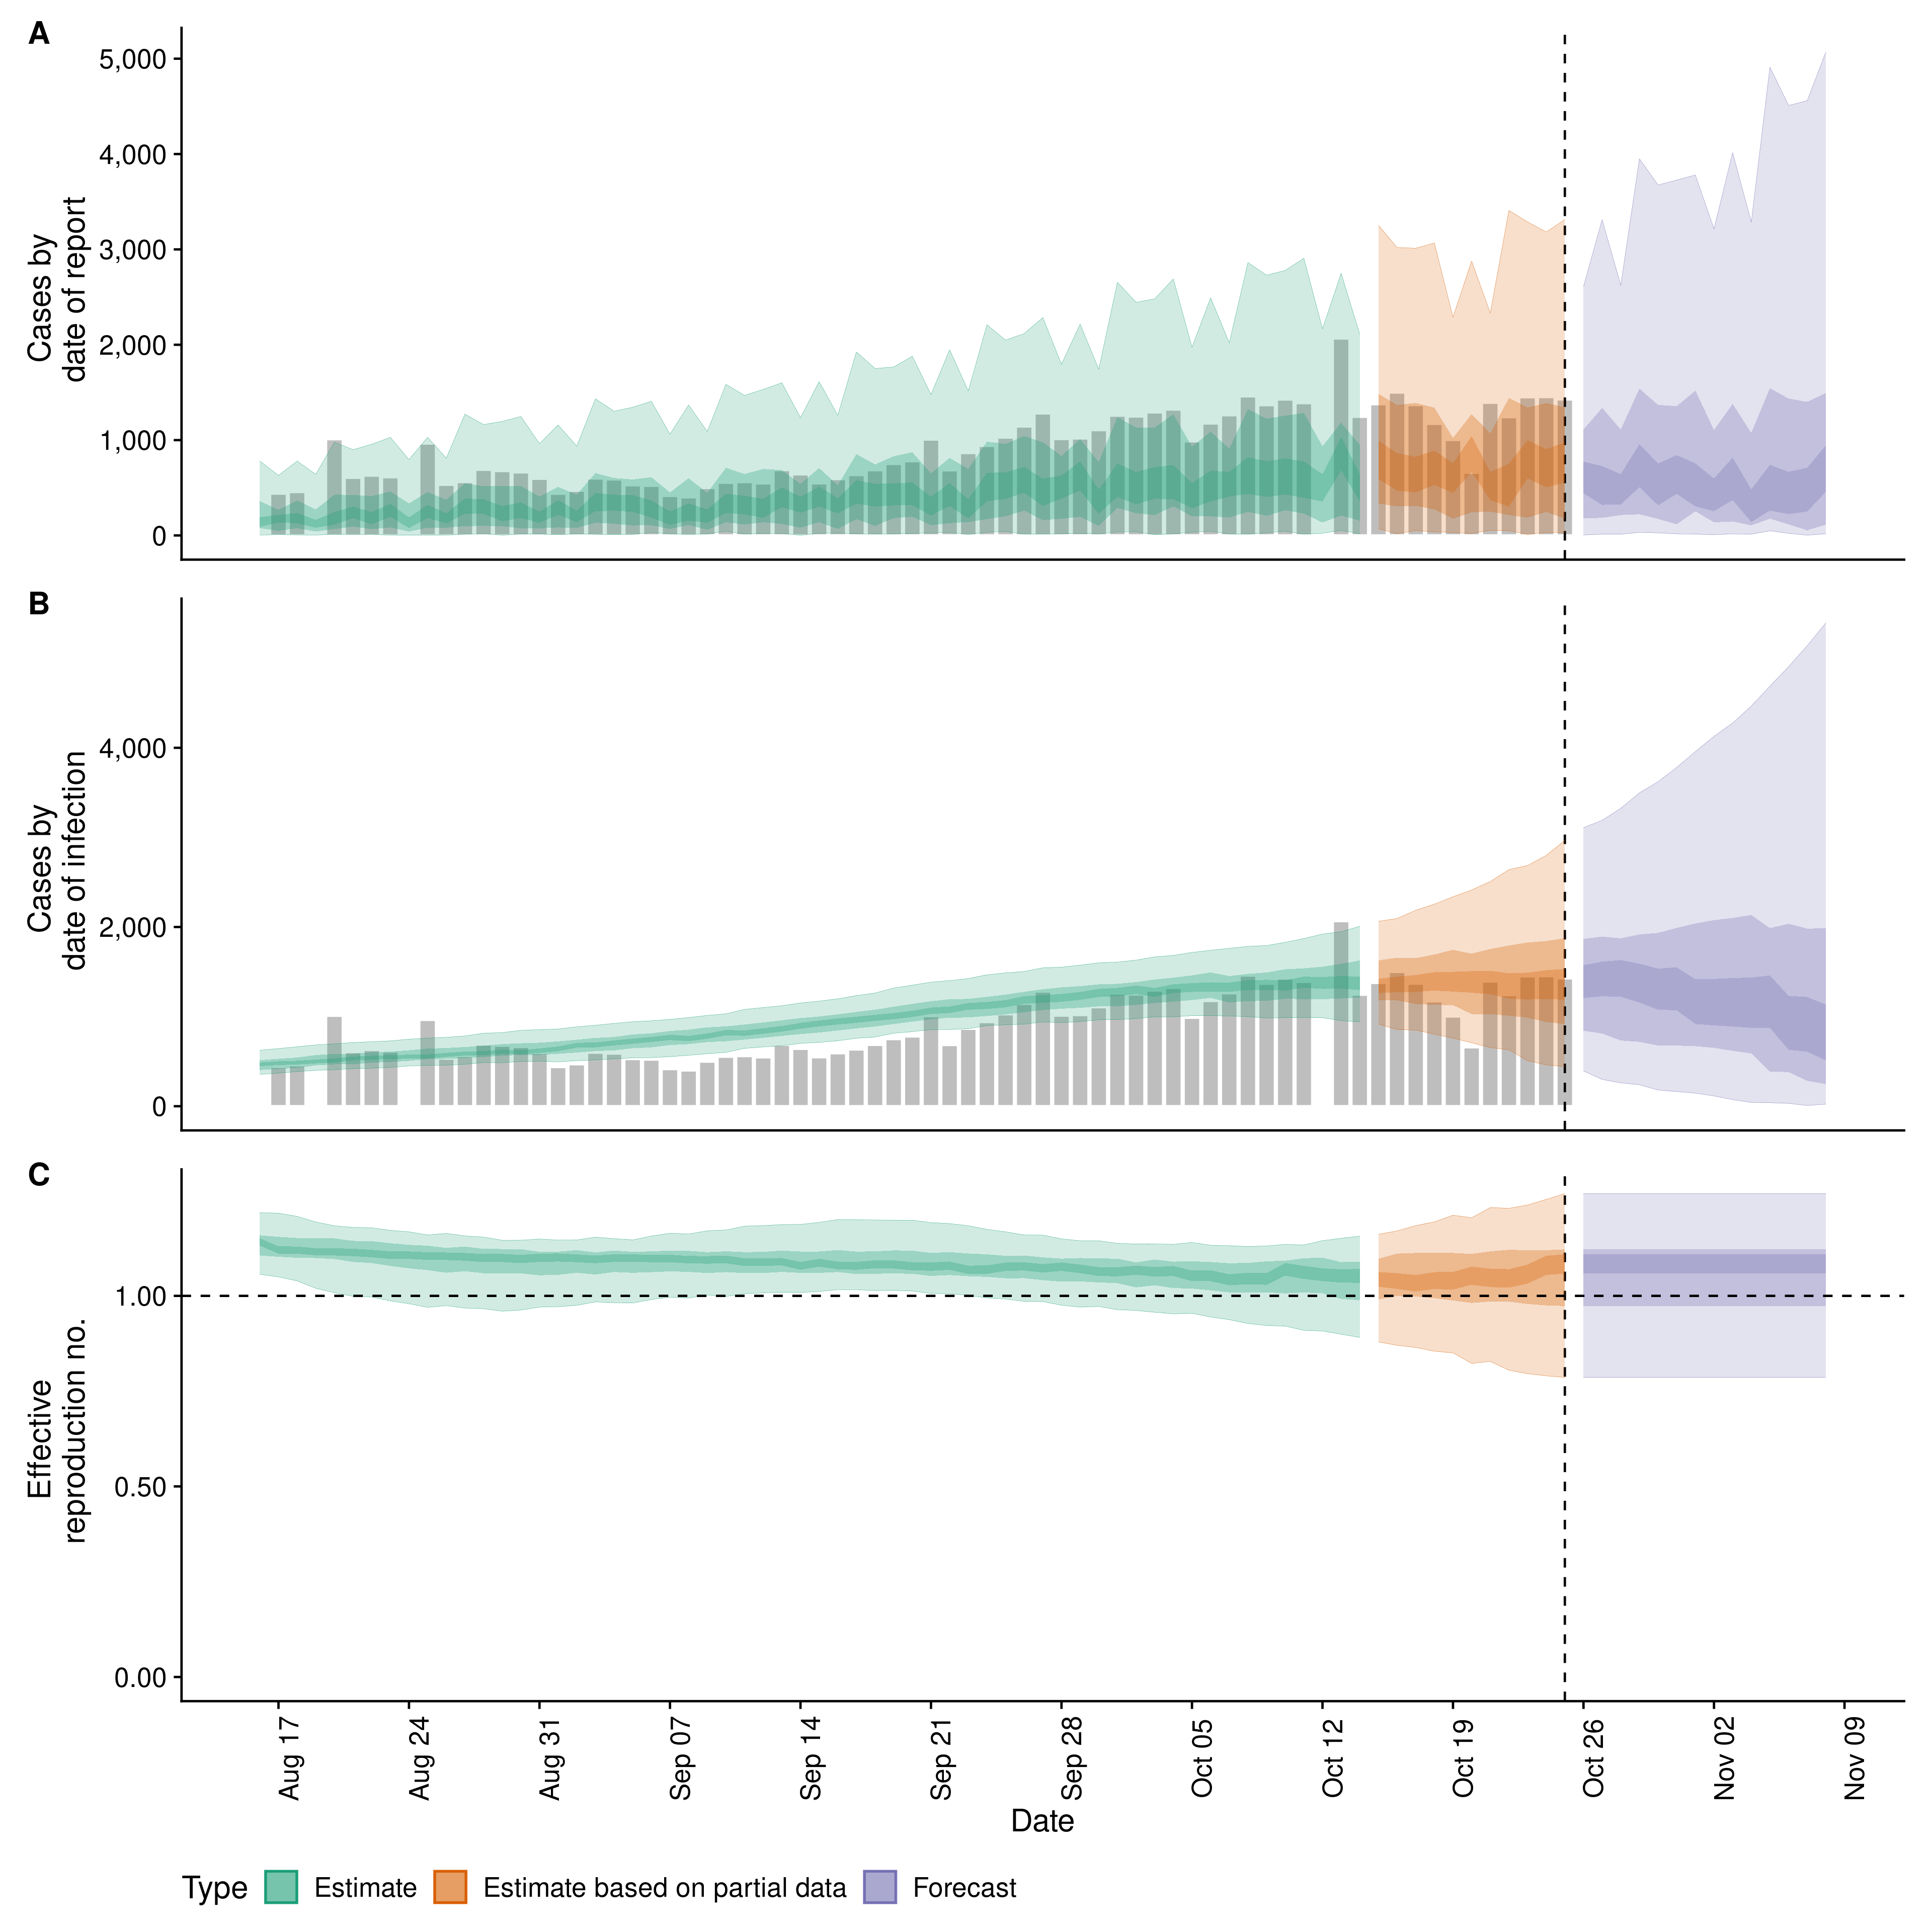 A
5,000
4,000
3,000
2,000
1,000
0
Cases by
date of report
B
4,000
2,000
0
Cases by
date of infection
C
1.00
0.50
0.00
Effective
reproduction no.
Aug 17
Aug 24
Aug 31
Sep 07
Sep 14
Sep 21
Sep 28
Oct 05
Oct 12
Oct 19
Oct 26
Nov 02
Nov 09
Date
Type Estimate Estimate based on partial data Forecast